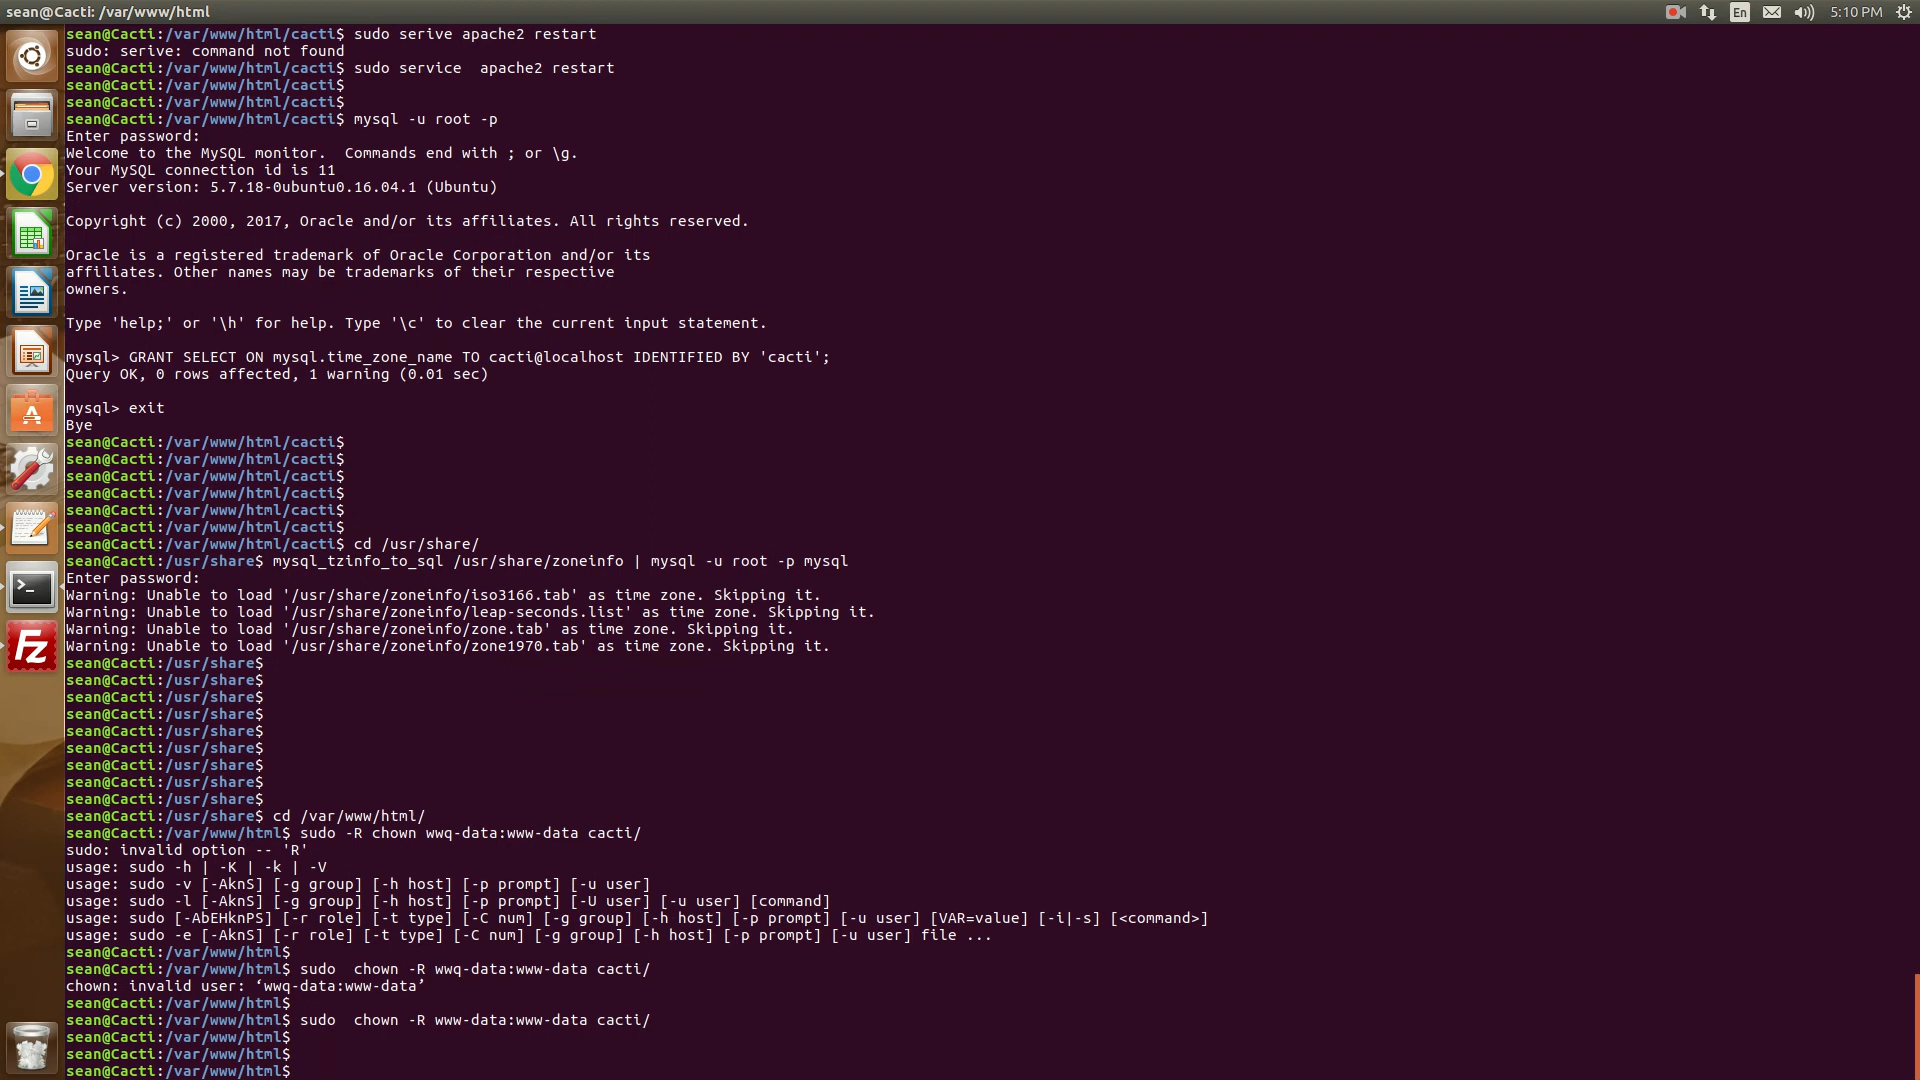 sean@Cacti: /var/www/html
En
5:10 PM
sean@Cacti:/var/www/html/cacti$ sudo serive apache2 restart
sudo: serive: command not found
sean@Cacti:/var/www/html/cacti$ sudo service  apache2 restart
sean@Cacti:/var/www/html/cacti$
sean@Cacti:/var/www/html/cacti$
sean@Cacti:/var/www/html/cacti$ mysql -u root -p
Enter password:
Welcome to the MySQL monitor.  Commands end with ; or \g.
Your MySQL connection id is 11
Server version: 5.7.18-0ubuntu0.16.04.1 (Ubuntu)
Copyright (c) 2000, 2017, Oracle and/or its affiliates. All rights reserved.
Oracle is a registered trademark of Oracle Corporation and/or its
affiliates. Other names may be trademarks of their respective
owners.
Type 'help;' or '\h' for help. Type '\c' to clear the current input statement.
mysql> GRANT SELECT ON mysql.time_zone_name TO cacti@localhost IDENTIFIED BY 'cacti';
Query OK, 0 rows affected, 1 warning (0.01 sec)
mysql> exit
Bye
sean@Cacti:/var/www/html/cacti$
sean@Cacti:/var/www/html/cacti$
sean@Cacti:/var/www/html/cacti$
sean@Cacti:/var/www/html/cacti$
sean@Cacti:/var/www/html/cacti$
sean@Cacti:/var/www/html/cacti$
sean@Cacti:/var/www/html/cacti$ cd /usr/share/
sean@Cacti:/usr/share$ mysql_tzinfo_to_sql /usr/share/zoneinfo | mysql -u root -p mysql
Enter password:
Warning: Unable to load '/usr/share/zoneinfo/iso3166.tab' as time zone. Skipping it.
Warning: Unable to load '/usr/share/zoneinfo/leap-seconds.list' as time zone. Skipping it.
Warning: Unable to load '/usr/share/zoneinfo/zone.tab' as time zone. Skipping it.
Warning: Unable to load '/usr/share/zoneinfo/zone1970.tab' as time zone. Skipping it.
sean@Cacti:/usr/share$
sean@Cacti:/usr/share$
sean@Cacti:/usr/share$
sean@Cacti:/usr/share$
sean@Cacti:/usr/share$
sean@Cacti:/usr/share$
sean@Cacti:/usr/share$
sean@Cacti:/usr/share$
sean@Cacti:/usr/share$
sean@Cacti:/usr/share$ cd /var/www/html/
sean@Cacti:/var/www/html$ sudo -R chown wwq-data:www-data cacti/
sudo: invalid option -- 'R'
usage: sudo -h | -K | -k | -V
usage: sudo -v [-AknS] [-g group] [-h host] [-p prompt] [-u user]
usage: sudo -l [-AknS] [-g group] [-h host] [-p prompt] [-U user] [-u user] [command]
usage: sudo [-AbEHknPS] [-r role] [-t type] [-C num] [-g group] [-h host] [-p prompt] [-u user] [VAR=value] [-i|-s] [<command>]
usage: sudo -e [-AknS] [-r role] [-t type] [-C num] [-g group] [-h host] [-p prompt] [-u user] file ...
sean@Cacti:/var/www/html$
sean@Cacti:/var/www/html$ sudo  chown -R wwq-data:www-data cacti/
chown: invalid user: ‘wwq-data:www-data’
sean@Cacti:/var/www/html$
sean@Cacti:/var/www/html$ sudo  chown -R www-data:www-data cacti/
sean@Cacti:/var/www/html$
sean@Cacti:/var/www/html$
sean@Cacti:/var/www/html$